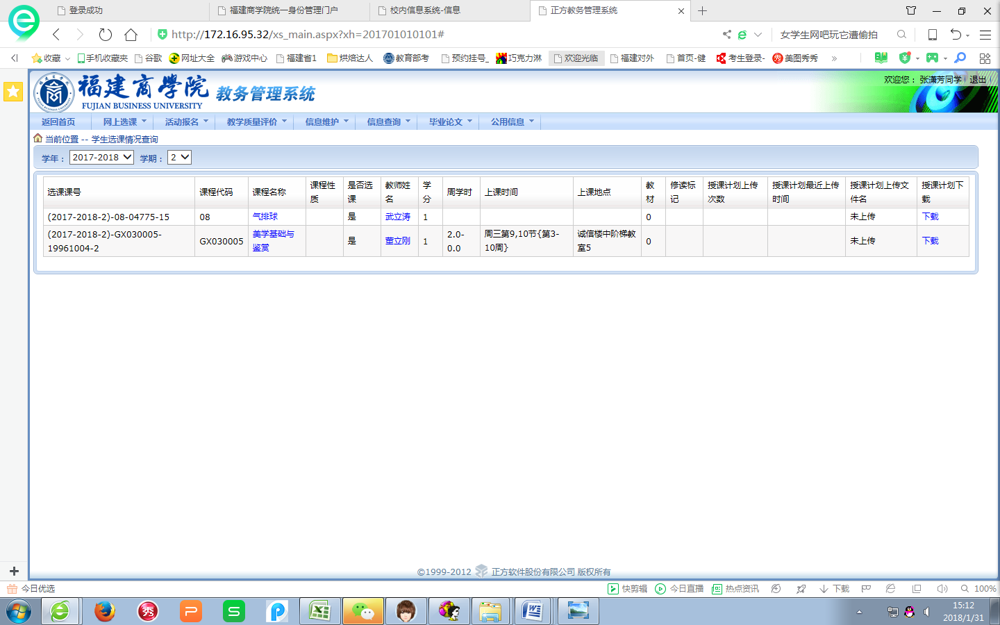 登录成功
福建商学院统一身份管理门户
校内信息系统-信息
正方教务管理系统
http://172.16.95.32/xs_main.aspx?xh=201701010101#
女学生网吧玩它遭偷拍
收藏
手机收藏夹
谷歌
网址大全
游戏中心
福建省1
烘焙达人
教育部考
预约挂号_
巧克力淋
欢迎光临
福建对外
首页-健
考生登录-
美图秀秀
»
福建商学院
FUJIAN BUSINESS UNIVERSITY
教务管理系统
欢迎您： 张潇芳同学 退出
返回首页 网上选课 活动报名 教学质量评价 信息维护 信息查询 毕业论文 公用信息
当前位置 -- 学生选课情况查询
学年： 2017-2018 学期： 2
选课课号 课程代码 课程名称 课程性质 是否选课 教师姓名 学分 周学时 上课时间 上课地点 教材 修读标记 授课计划上传次数 授课计划最近上传时间 授课计划上传文件名 授课计划下载
(2017-2018-2)-08-04775-15 08 气排球 是 武立涛 1 0 未上传 下载
(2017-2018-2)-GX030005-19961004-2 GX030005 美学基础与鉴赏 是 董立刚 1 2.0-0.0 周三第9,10节{第3-10周} 诚信楼中阶梯教室5 0 未上传 下载
©1999-2012 正方软件股份有限公司 版权所有
今日优选
快剪辑
今日直播
热点资讯
下载
100%
15:12
2018/1/31